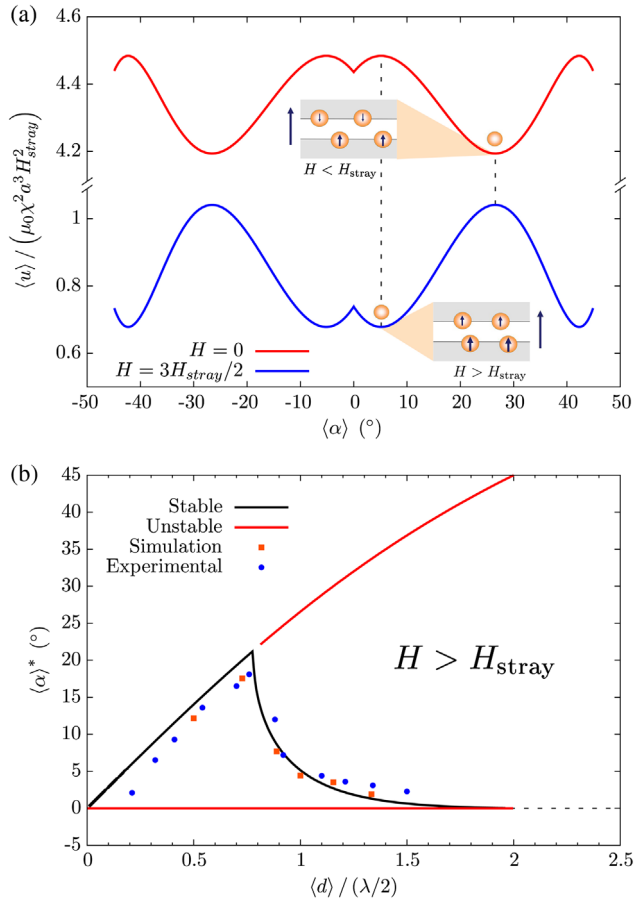 (a)
4.6
4.4
4.2
1
0.8
0.6
⟨u⟩ / (μ₀χ²a³H²stray)
H < Hstray
H > Hstray
H = 0
H = 3Hstray/2
-50 -40 -30 -20 -10 0 10 20 30 40 50
⟨α⟩ (°)
(b)
45
40
35
30
25
20
15
10
5
0
-5
⟨α⟩* (°)
Stable
Unstable
Simulation
Experimental
H > Hstray
0 0.5 1 1.5 2 2.5
⟨d⟩ / (λ/2)